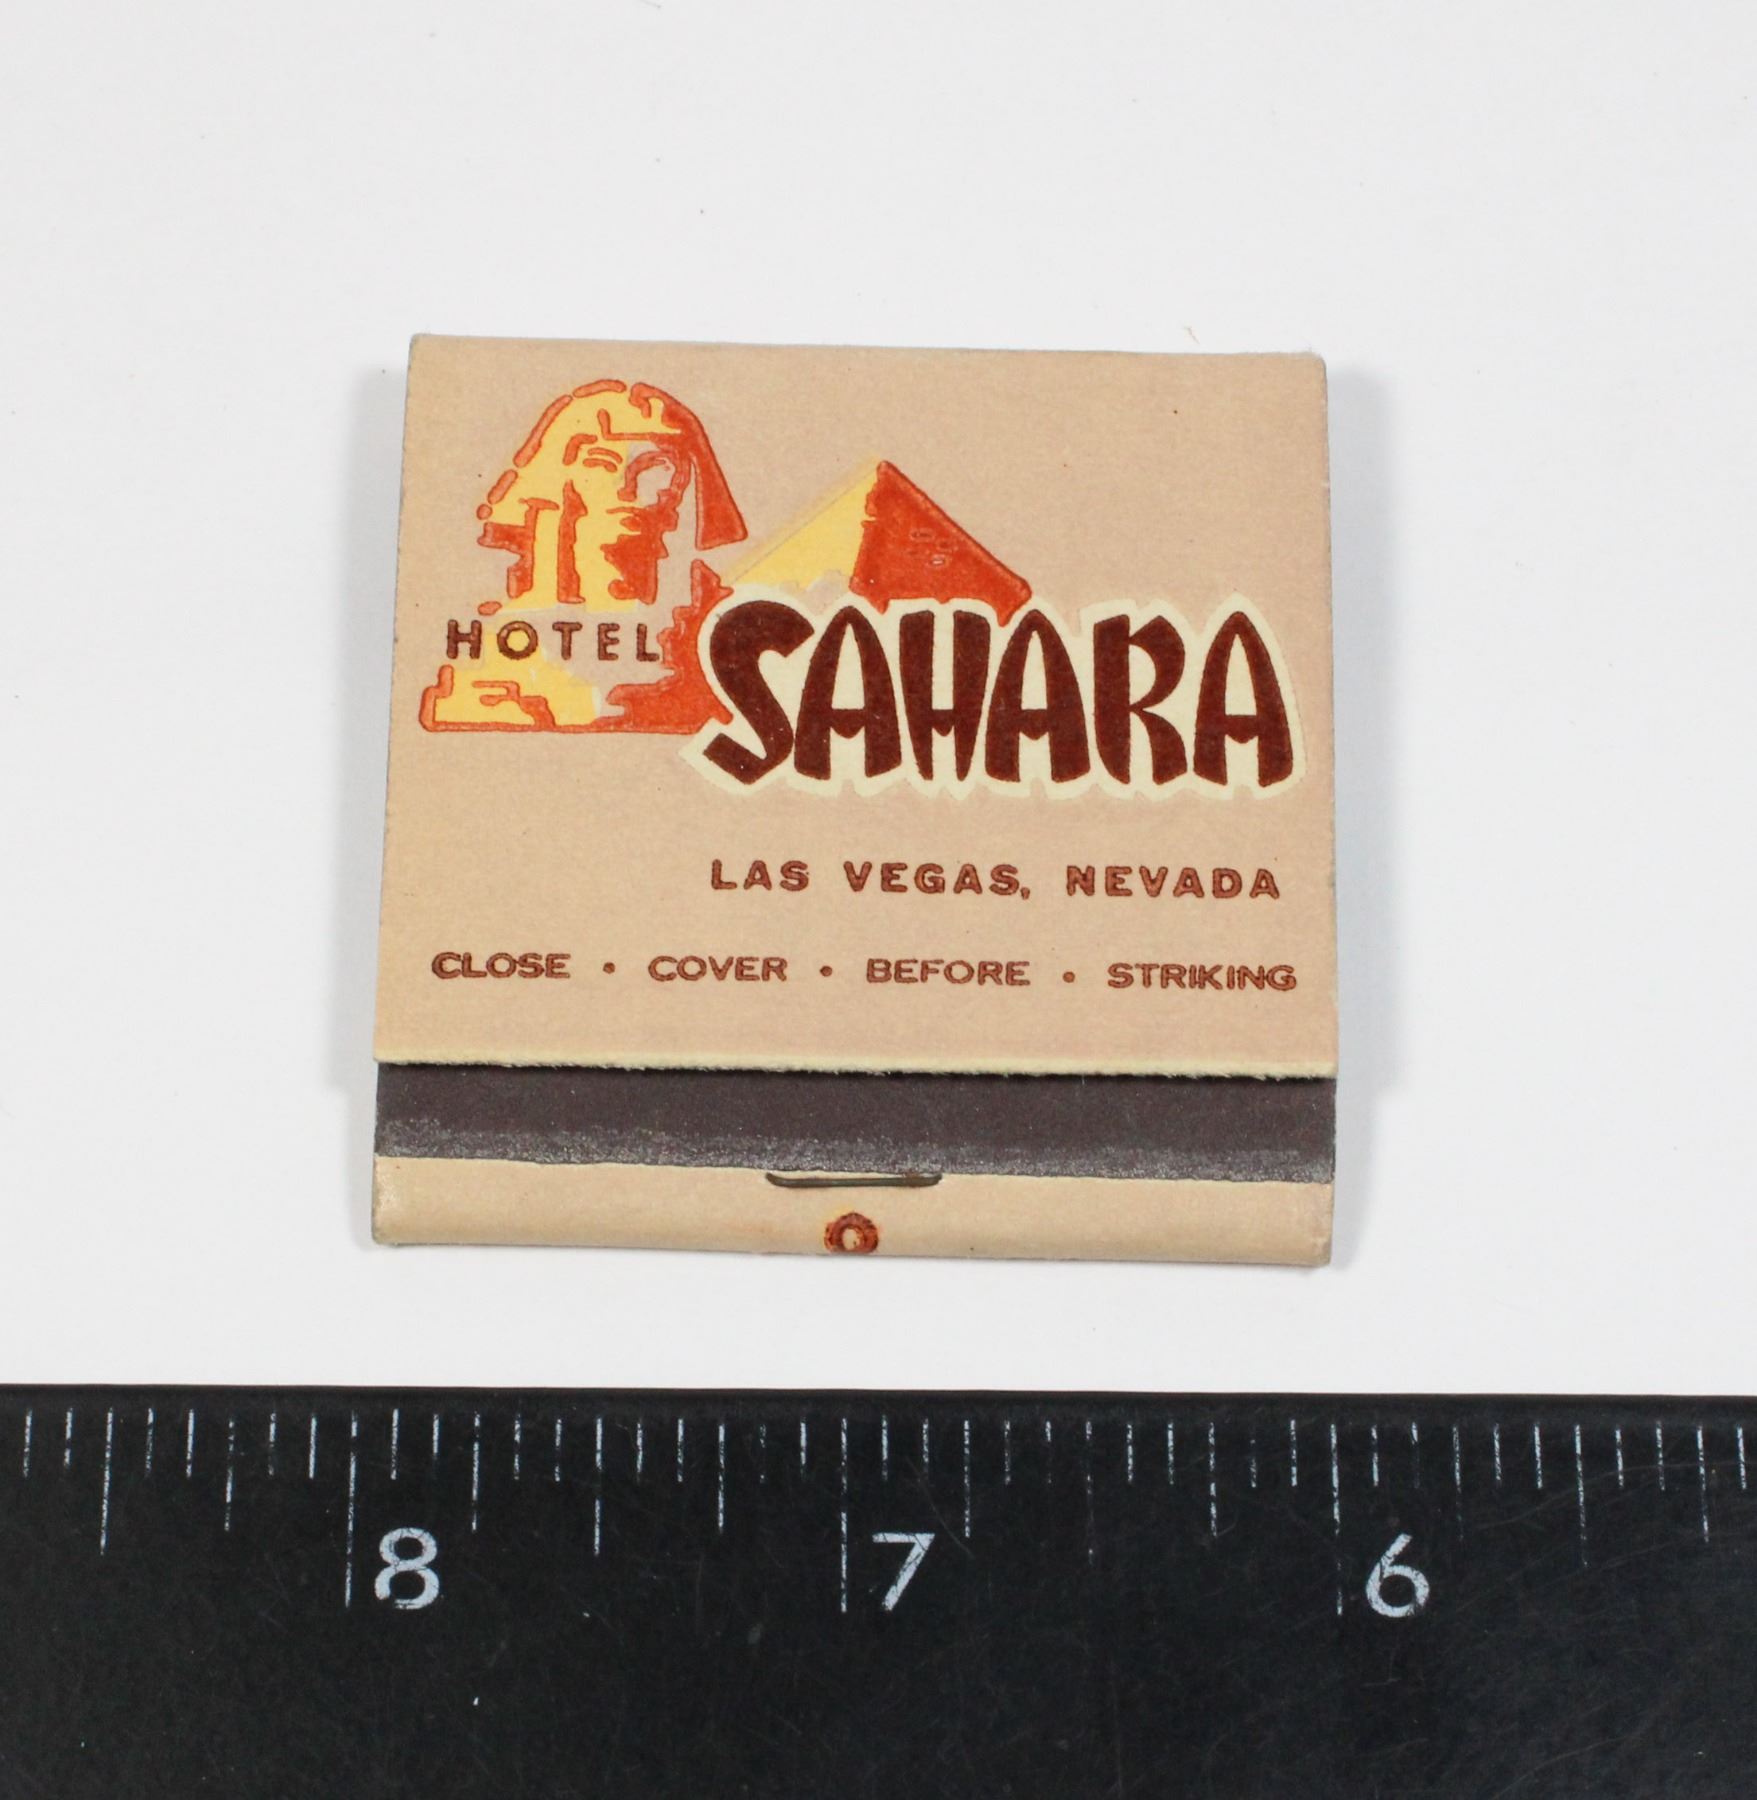 HOTEL SAHARA
LAS VEGAS, NEVADA
CLOSE • COVER • BEFORE • STRIKING
8 7 6